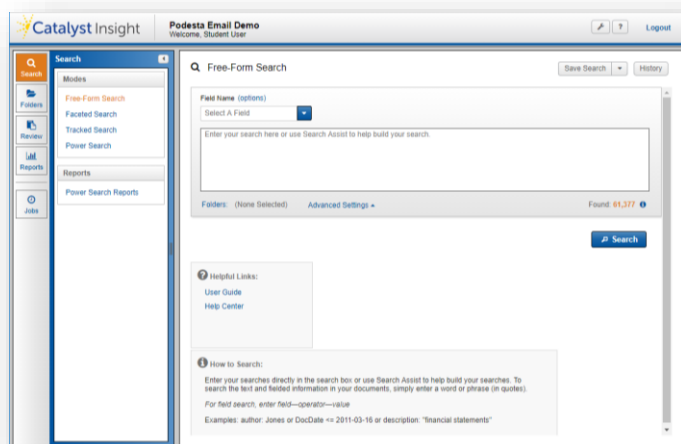 Catalyst Insight
Podesta Email Demo
Welcome, Student User
?
Logout
Search
Folders
Review
Reports
Jobs
Search
Modes
Free-Form Search
Faceted Search
Tracked Search
Power Search
Reports
Power Search Reports
Free-Form Search
Save Search
History
Field Name (options)
Select A Field
Enter your search here or use Search Assist to help build your search.
Folders: (None Selected) Advanced Settings
Found: 61,377
Search
Helpful Links:
User Guide
Help Center
How to Search:
Enter your searches directly in the search box or use Search Assist to help build your searches. To
search the text and fielded information in your documents, simply enter a word or phrase (in quotes).
For field search, enter field—operator—value
Examples: author: Jones or DocDate <= 2011-03-16 or description: "financial statements"